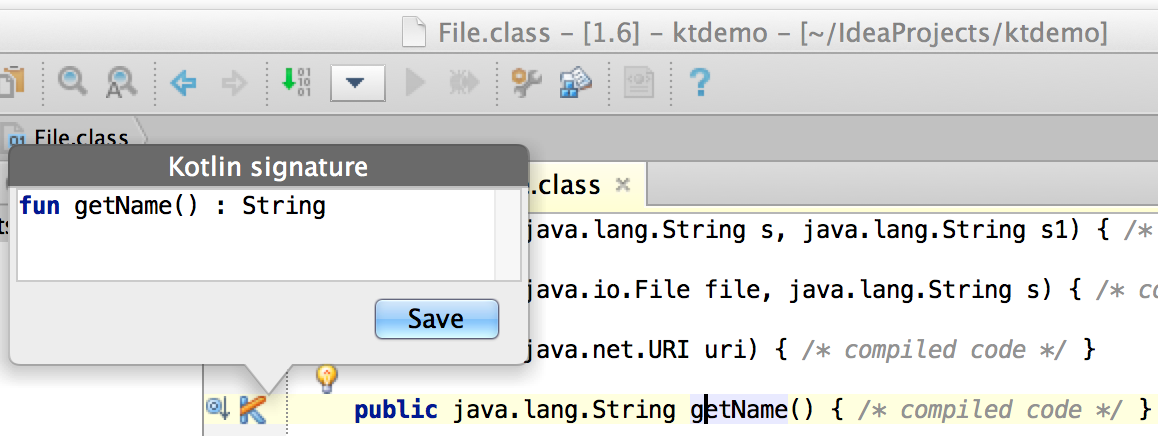 File.class – [1.6] – ktdemo – [~/IdeaProjects/ktdemo]
File.class
Kotlin signature
fun getName() : String
Save
.class
java.lang.String s, java.lang.String s1) { /*
java.io.File file, java.lang.String s) { /* co
java.net.URI uri) { /* compiled code */ }
public java.lang.String getName() { /* compiled code */ }